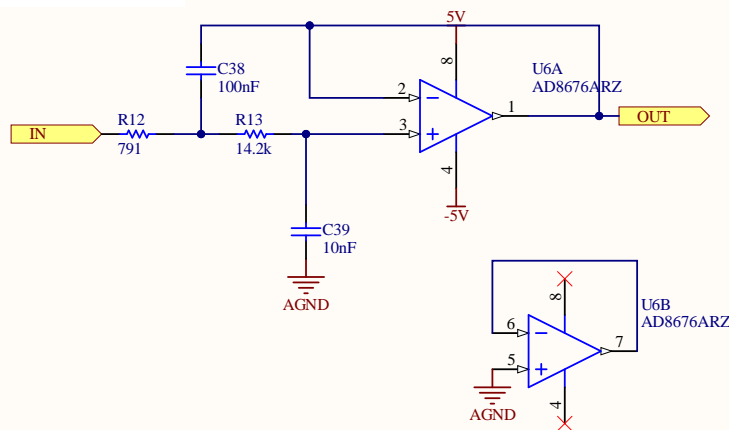 5V
C38
100nF
8
U6A
AD8676ARZ
2
1
R12
R13
3
IN
OUT
791
14.2k
4
C39
10nF
-5V
AGND
8
U6B
AD8676ARZ
6
7
5
4
AGND